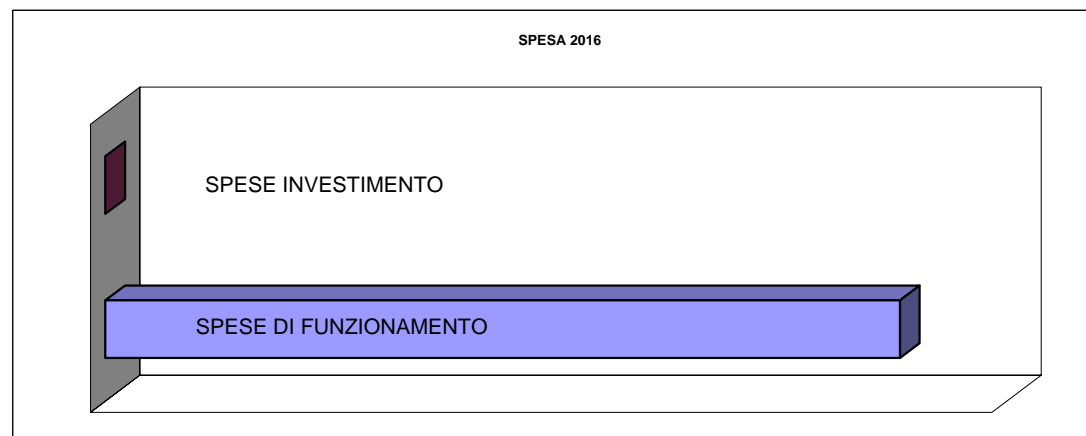 SPESA 2016
SPESE INVESTIMENTO
SPESE DI FUNZIONAMENTO